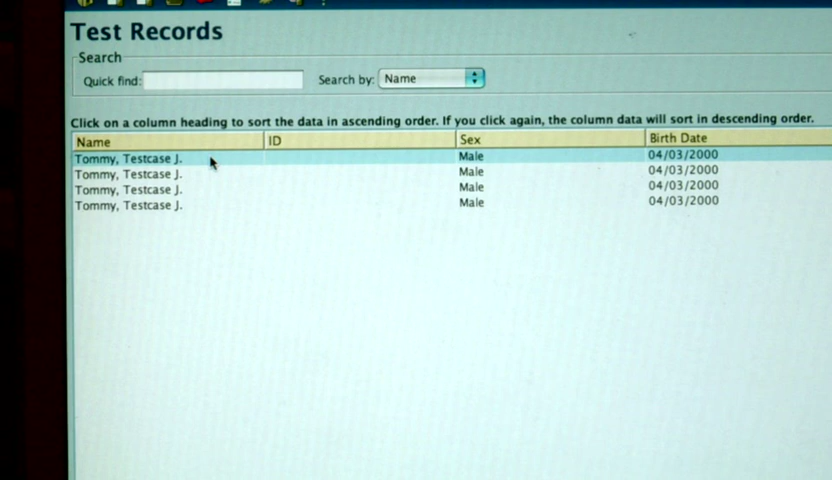 Test Records
Search
Quick find: Search by: Name
Click on a column heading to sort the data in ascending order. If you click again, the column data will sort in descending order.
Name ID Sex Birth Date
Tommy, Testcase J. Male 04/03/2000
Tommy, Testcase J. Male 04/03/2000
Tommy, Testcase J. Male 04/03/2000
Tommy, Testcase J. Male 04/03/2000